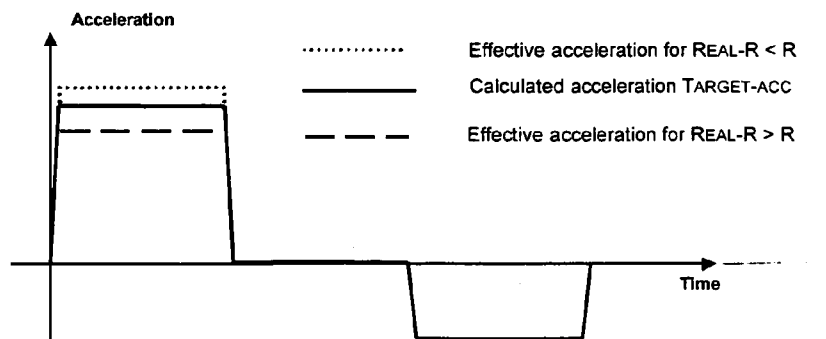 Acceleration
Effective acceleration for REAL-R < R
Calculated acceleration TARGET-ACC
Effective acceleration for REAL-R > R
Time